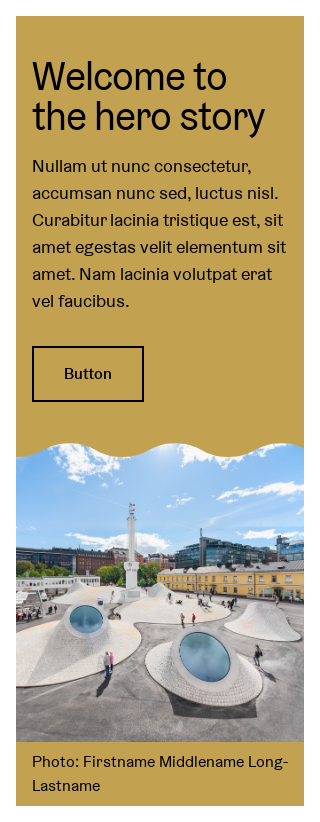 Welcome to
the hero story
Nullam ut nunc consectetur,
accumsan nunc sed, luctus nisl.
Curabitur lacinia tristique est, sit
amet egestas velit elementum sit
amet. Nam lacinia volutpat erat
vel faucibus.
Button
Photo: Firstname Middlename Long-
Lastname